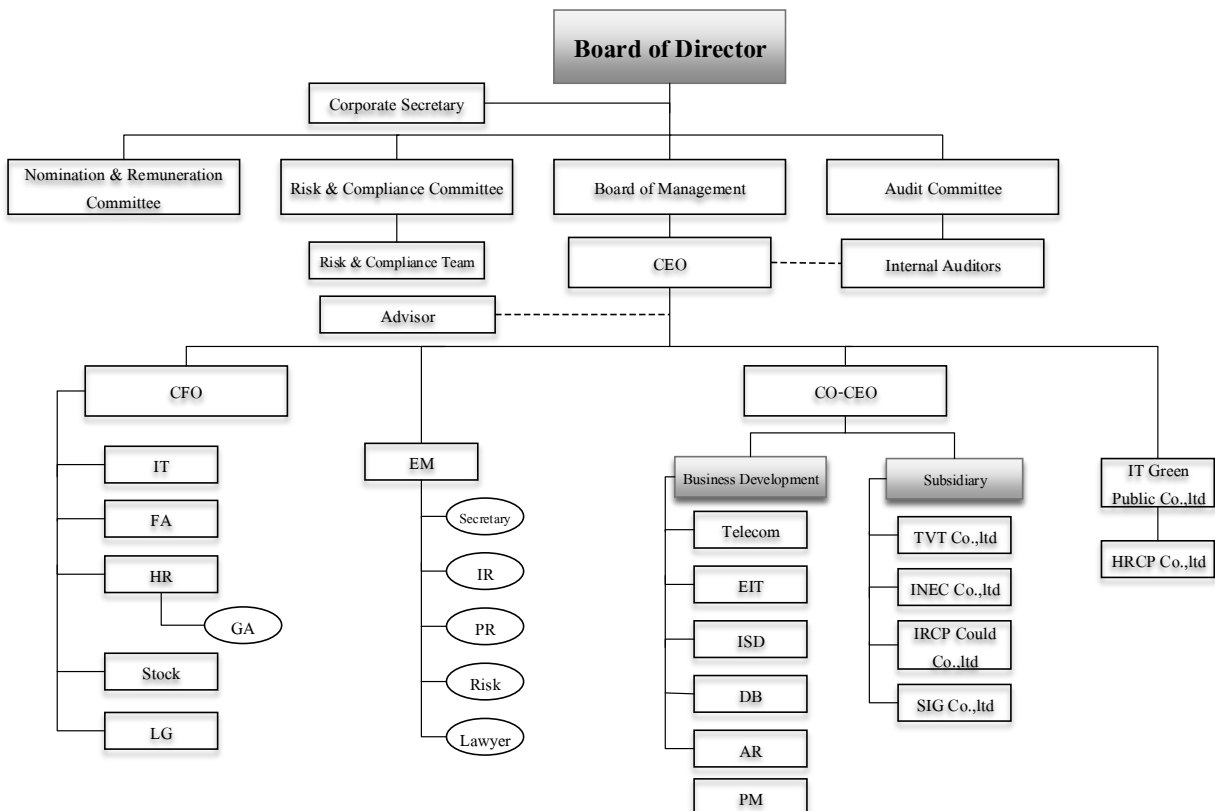 Board of Director
Corporate Secretary
Nomination & Remuneration
Committee
Risk & Compliance Committee
Board of Management
Audit Committee
Risk & Compliance Team
CEO
Internal Auditors
Advisor
CFO
CO-CEO
EM
IT
FA
HR
GA
Stock
LG
Secretary
IR
PR
Risk
Lawyer
Business Development
Telecom
EIT
ISD
DB
AR
PM
Subsidiary
TVT Co.,ltd
INEC Co.,ltd
IRCP Could
Co.,ltd
SIG Co.,ltd
IT Green
Public Co.,ltd
HRCP Co.,ltd